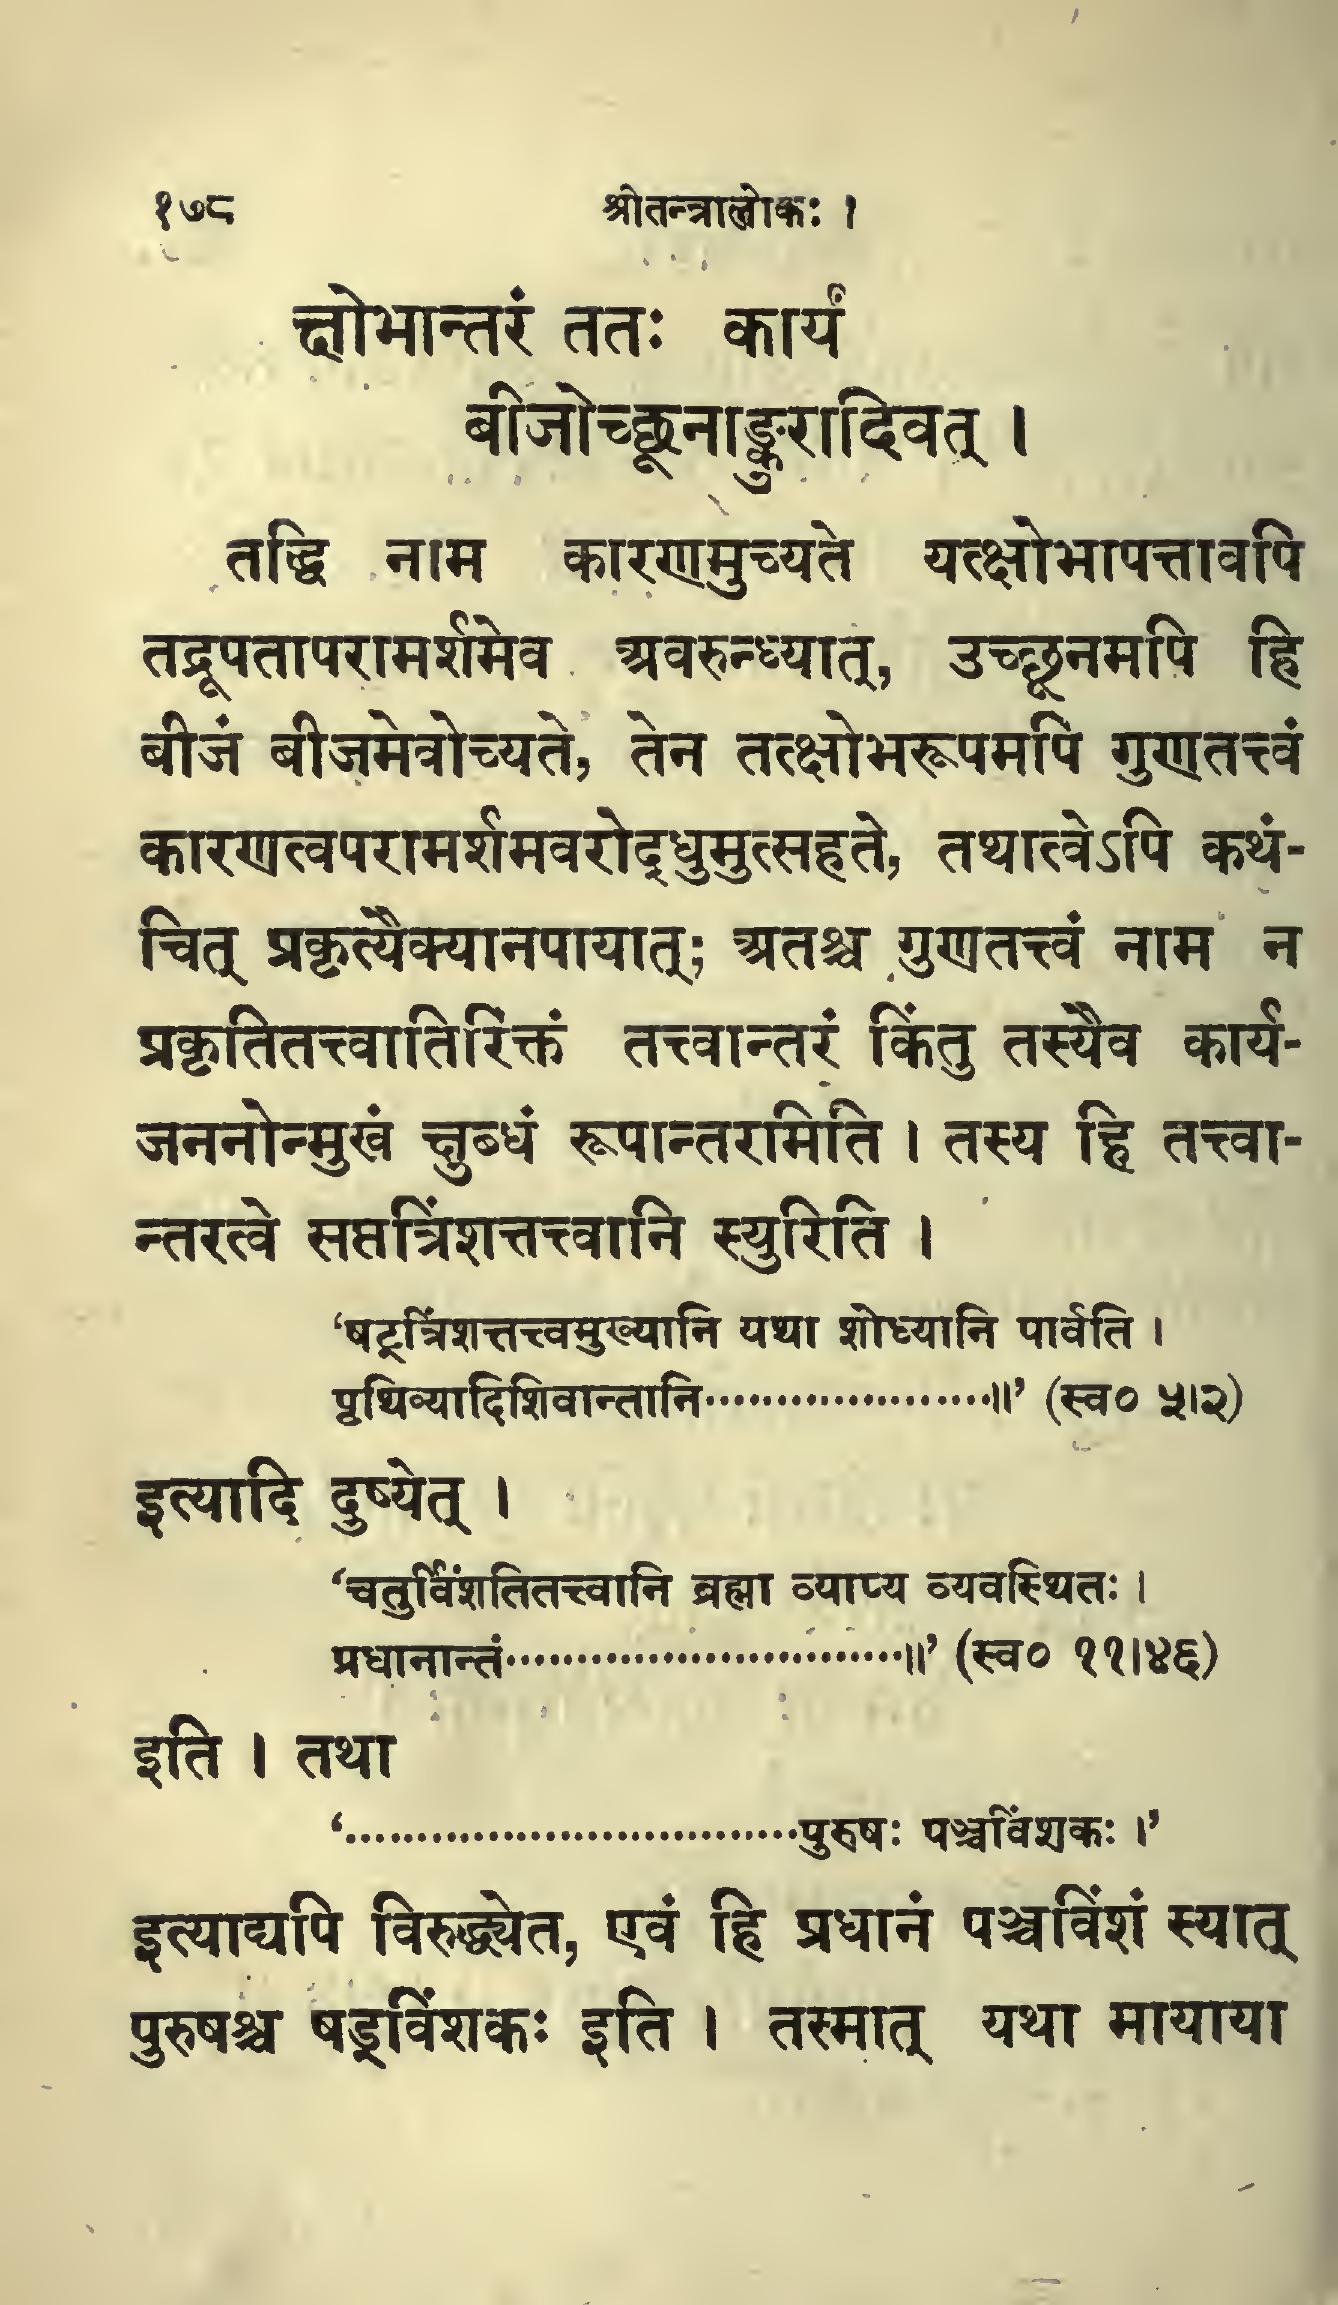 १७८ श्रीतन्त्रालोकः ।
क्षोभान्तरं ततः कार्यं
बीजोच्छूनाङ्कुरादिवत् ।
तद्धि नाम कारणमुच्यते यत्क्षोभापत्तावपि
तद्रूपतापरामर्शमेव अवरुन्ध्यात्, उच्छूनमपि हि
बीजं बीजमेवोच्यते, तेन तत्क्षोभरूपमपि गुणतत्त्वं
कारणत्वपरामर्शमवरोद्धुमुत्सहते, तथात्वेऽपि कथं-
चित् प्रकृत्यैक्यानपायात्; अतश्च गुणतत्त्वं नाम न
प्रकृतितत्त्वातिरिक्तं तत्त्वान्तरं किंतु तस्यैव कार्य-
जननोन्मुखं क्षुब्धं रूपान्तरमिति । तस्य हि तत्त्वा-
न्तरत्वे सप्तत्रिंशत्तत्त्वानि स्युरिति ।
‘षट्त्रिंशत्तत्त्वमुख्यानि यथा शोध्यानि पार्वति ।
पृथिव्यादिशिवान्तानि····················॥’ (स्व० ५।२)
इत्यादि दुष्येत् ।
‘चतुर्विंशतितत्त्वानि ब्रह्मा व्याप्य व्यवस्थितः ।
प्रधानान्तं····························॥’ (स्व० ११।४६)
इति । तथा
‘································पुरुषः पञ्चविंशकः ।’
इत्याद्यपि विरुद्ध्येत, एवं हि प्रधानं पञ्चविंशं स्यात्
पुरुषश्च षड्विंशकः इति । तस्मात् यथा मायाया